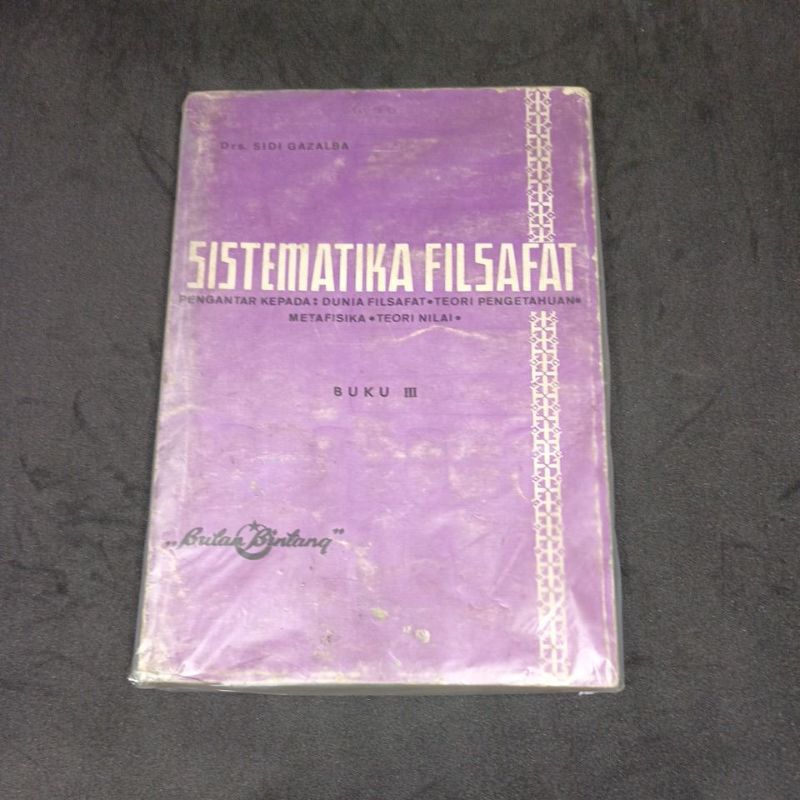 Drs. SIDI GAZALBA
SISTEMATIKA FILSAFAT
PENGANTAR KEPADA: DUNIA FILSAFAT•TEORI PENGETAHUAN•
METAFISIKA •TEORI NILAI•
BUKU III
„Bulan Bintang"